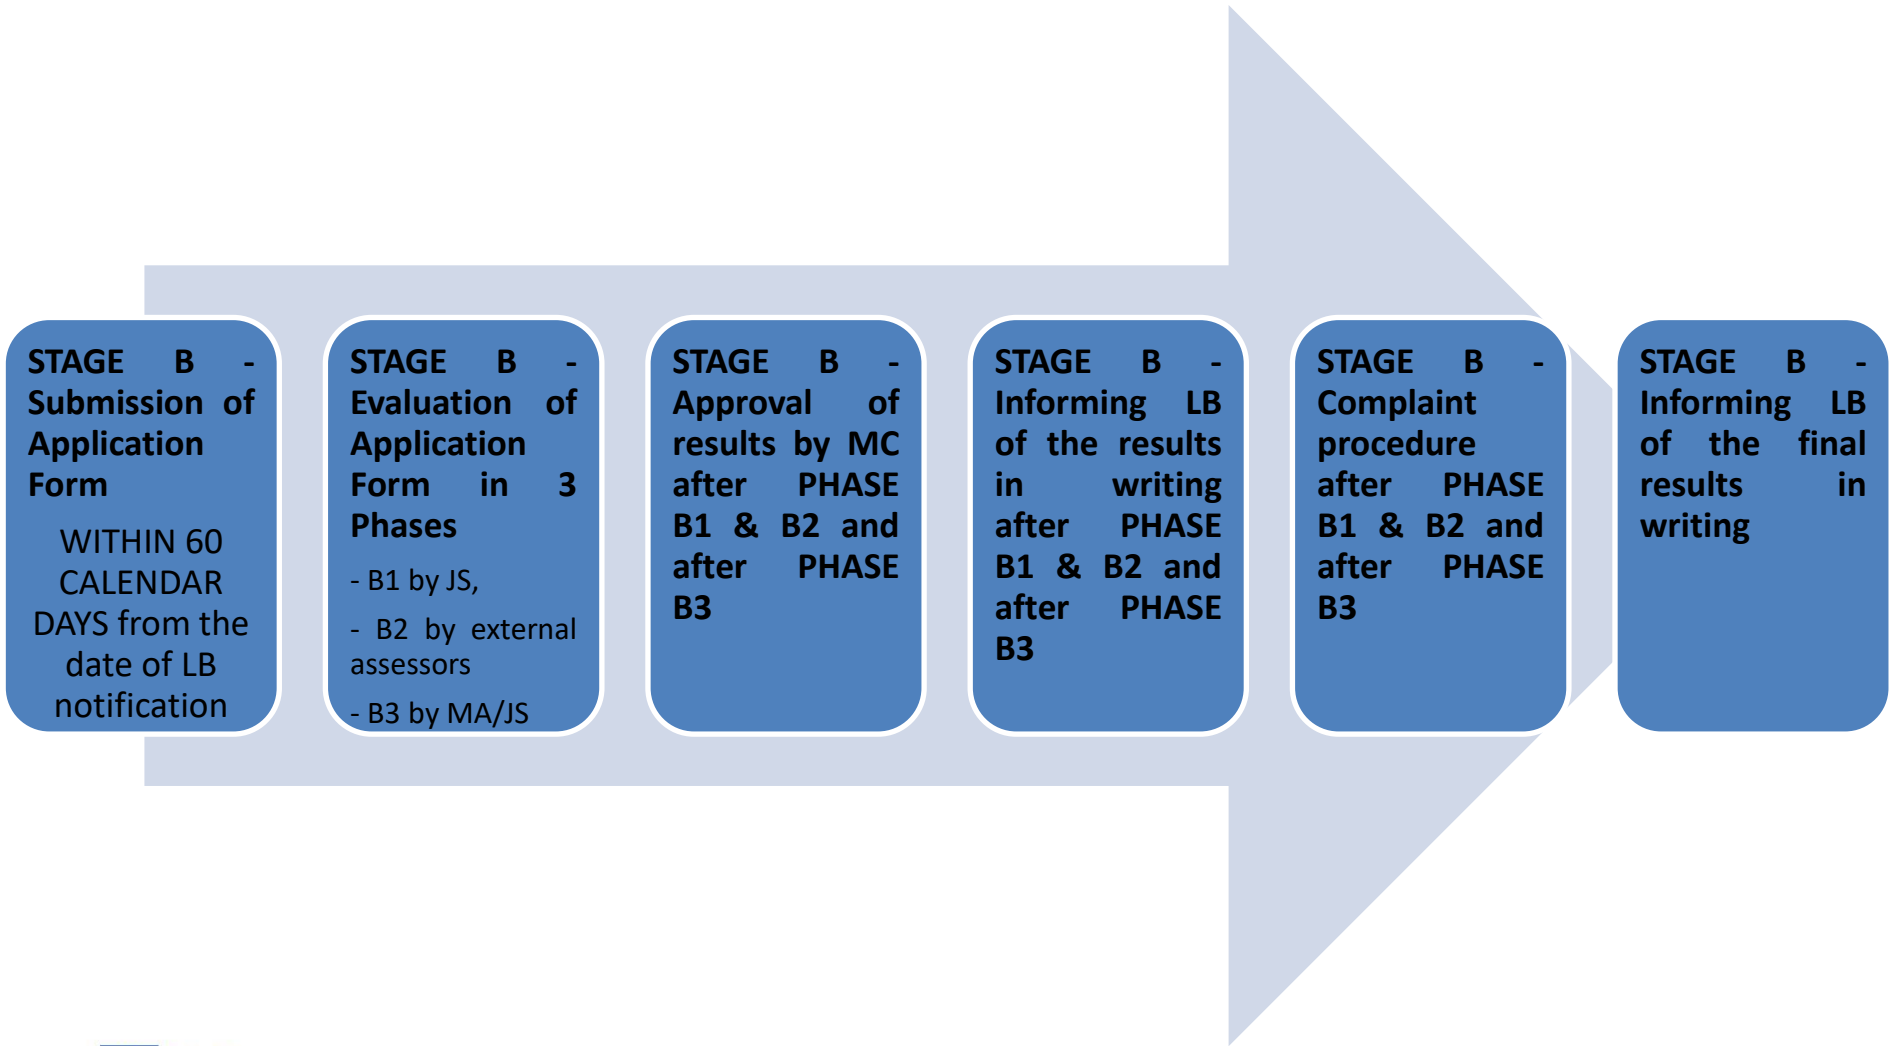 STAGE B -
Submission of
Application
Form
WITHIN 60
CALENDAR
DAYS from the
date of LB
notification
STAGE B -
Evaluation of
Application
Form in 3
Phases
- B1 by JS,
- B2 by external
assessors
- B3 by MA/JS
STAGE B -
Approval of
results by MC
after PHASE
B1 & B2 and
after PHASE
B3
STAGE B -
Informing LB
of the results
in writing
after PHASE
B1 & B2 and
after PHASE
B3
STAGE B -
Complaint
procedure
after PHASE
B1 & B2 and
after PHASE
B3
STAGE B -
Informing LB
of the final
results in
writing